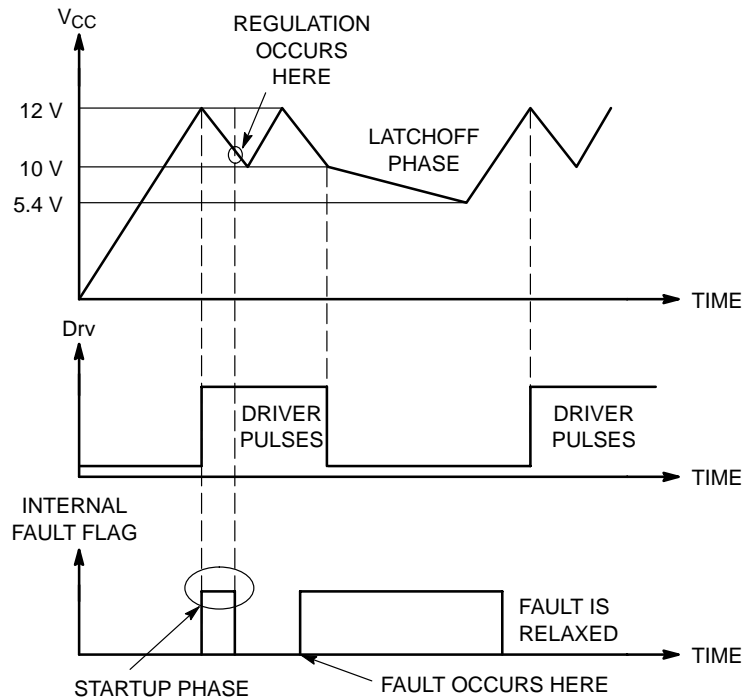 VCC
REGULATION
OCCURS
HERE
12 V
10 V
5.4 V
LATCHOFF
PHASE
TIME
Drv
DRIVER
PULSES
DRIVER
PULSES
TIME
INTERNAL
FAULT FLAG
FAULT IS
RELAXED
TIME
STARTUP PHASE
FAULT OCCURS HERE